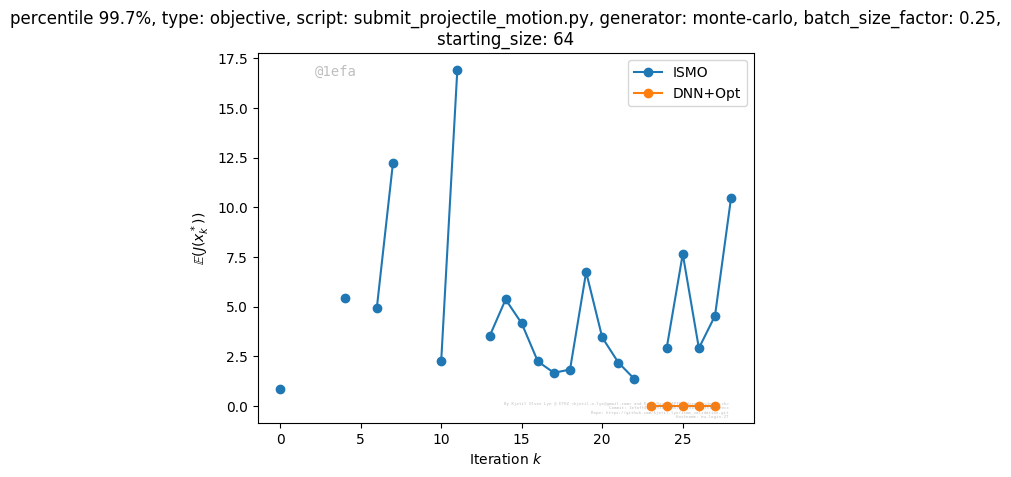 percentile 99.7%, type: objective, script: submit_projectile_motion.py, generator: monte-carlo, batch_size_factor: 0.25,
starting_size: 64
@1efa
ISMO
DNN+Opt
17.5
15.0
12.5
10.0
7.5
5.0
2.5
0.0
𝔼(J(x_k^*))
0 5 10 15 20 25
Iteration k